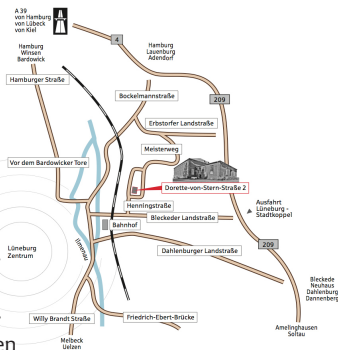 A 39
von Hamburg
von Lübeck
von Kiel
4
Hamburg
Lauenburg
Adendorf
Hamburg
Winsen
Bardowick
Hamburger Straße
Bockelmannstraße
209
Erbstorfer Landstraße
Meisterweg
Vor dem Bardowicker Tore
Dorette-von-Stern-Straße 2
Henningstraße
Ausfahrt
Lüneburg –
Stadtkoppel
Bleckeder Landstraße
Bahnhof
Ilmenau
Lüneburg
Zentrum
Dahlenburger Landstraße
209
Bleckede
Neuhaus
Dahlenburg
Dannenberg
Willy Brandt Straße
Friedrich-Ebert-Brücke
Amelinghausen
Soltau
Melbeck
Uelzen
en